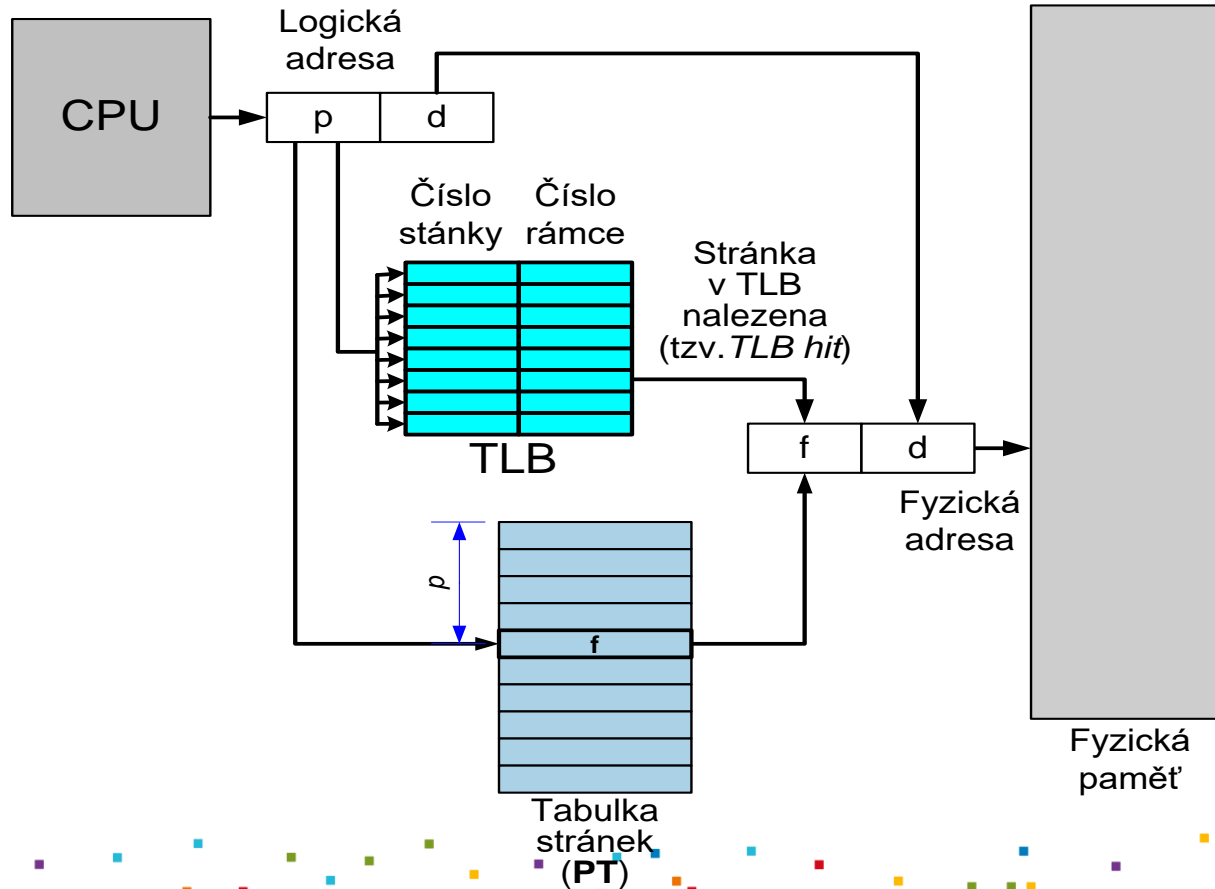 CPU
Logická
adresa
p
d
Číslo
stánky
Číslo
rámce
Stránka
v TLB
nalezena
(tzv. TLB hit)
TLB
f
d
Fyzická
adresa
p
f
Tabulka
stránek
(PT)
Fyzická
paměť